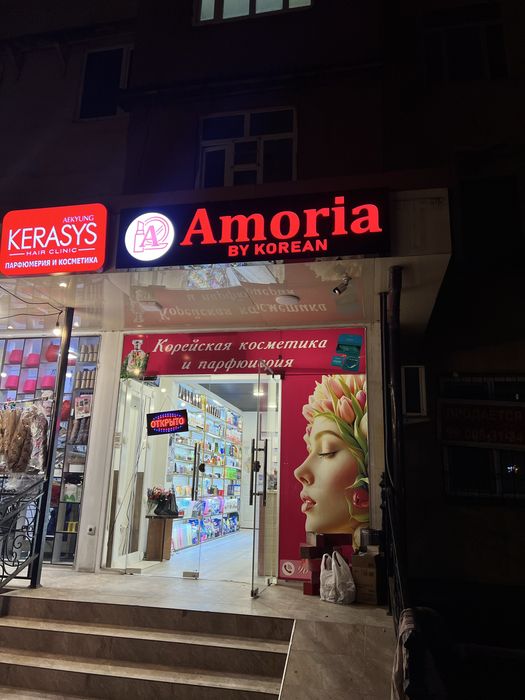 AEKYUNG
KERASYS
HAIR CLINIC
ПАРФЮМЕРИЯ И КОСМЕТИКА
A
Amoria
BY KOREAN
Корейская косметика
и парфюмерия
ОТКРЫТО